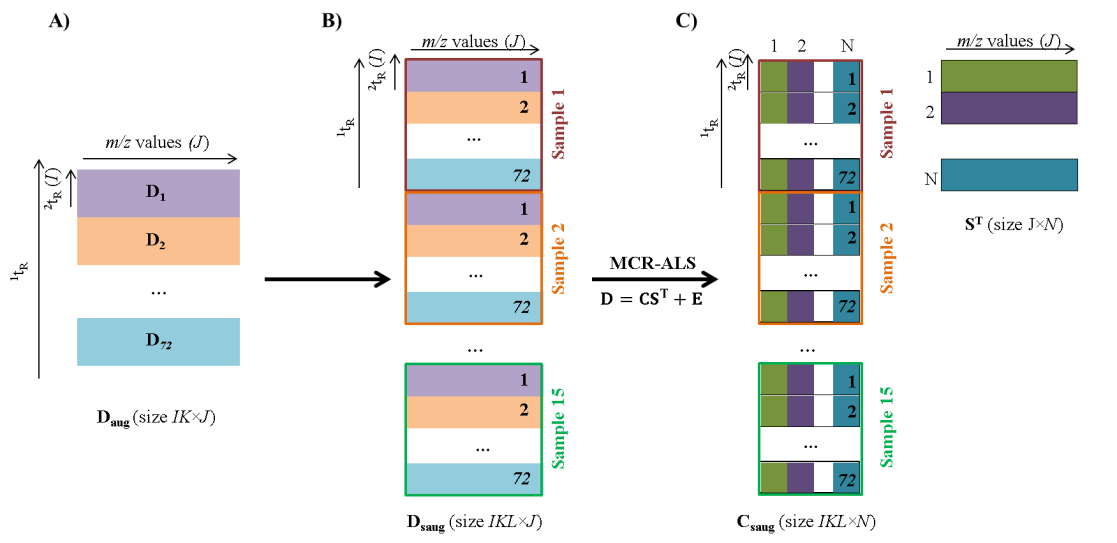 A)
m/z values (J)
²tR (I)
¹tR
D1
D2
...
D72
Daug (size IK×J)
B)
m/z values (J)
²tR (I)
¹tR
1
2
...
72
Sample 1
1
2
...
72
Sample 2
...
1
2
...
72
Sample 15
Dsaug (size IKL×J)
MCR-ALS
D = CSᵀ + E
C)
1 2 N
²tR (I)
¹tR
1
2
...
72
Sample 1
1
2
...
72
Sample 2
...
1
2
...
72
Sample 15
Csaug (size IKL×N)
m/z values (J)
1
2
N
Sᵀ (size J×N)